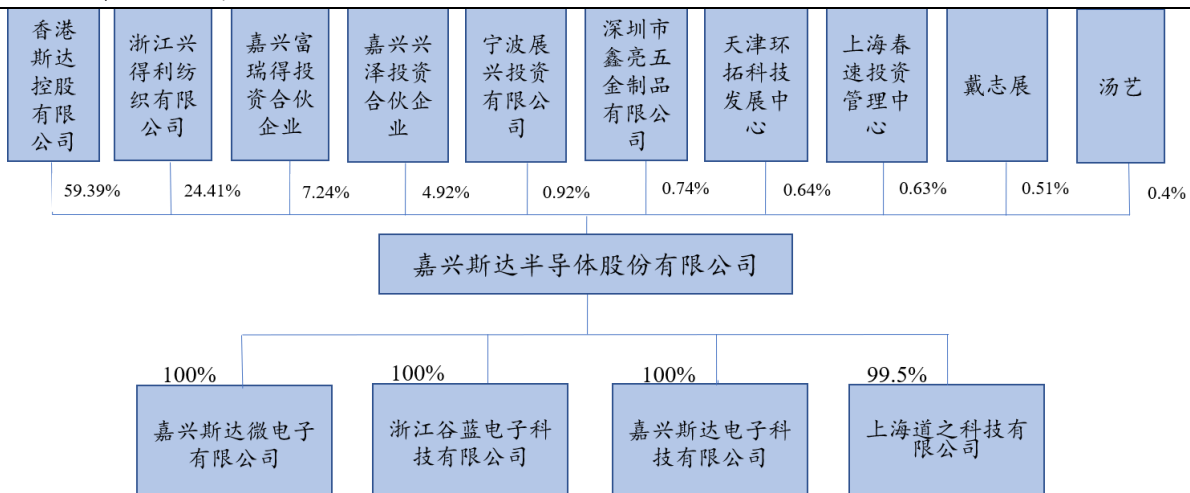 香港
斯达
控股
有限
公司
浙江兴
得利纺
织有限
公司
嘉兴富
瑞得投
资合伙
企业
嘉兴兴
泽投资
合伙企
业
宁波展
兴投资
有限公
司
深圳市
鑫亮五
金制品
有限公
司
天津环
拓科技
发展中
心
上海春
速投资
管理中
心
戴志展
汤艺
59.39%
24.41%
7.24%
4.92%
0.92%
0.74%
0.64%
0.63%
0.51%
0.4%
嘉兴斯达半导体股份有限公司
100%
100%
100%
99.5%
嘉兴斯达微电子
有限公司
浙江谷蓝电子科
技有限公司
嘉兴斯达电子科
技有限公司
上海道之科技有
限公司